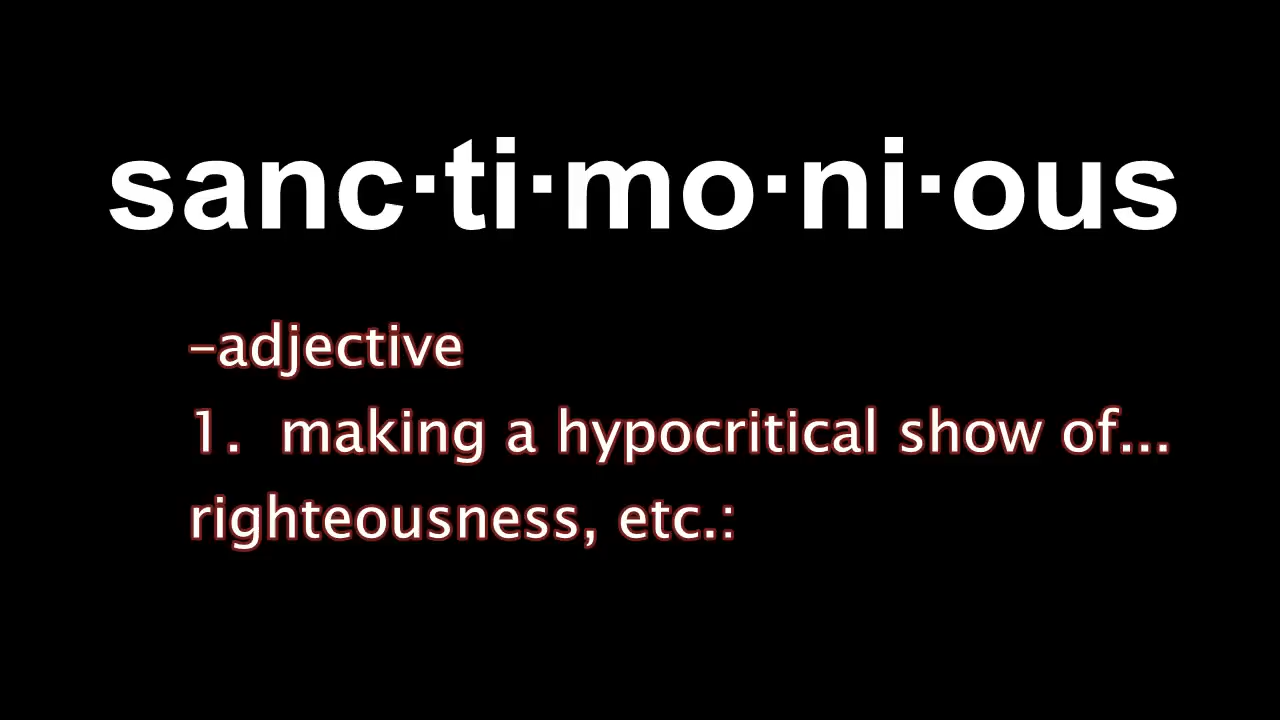 sanc·ti·mo·ni·ous
–adjective
1. making a hypocritical show of...
righteousness, etc.: